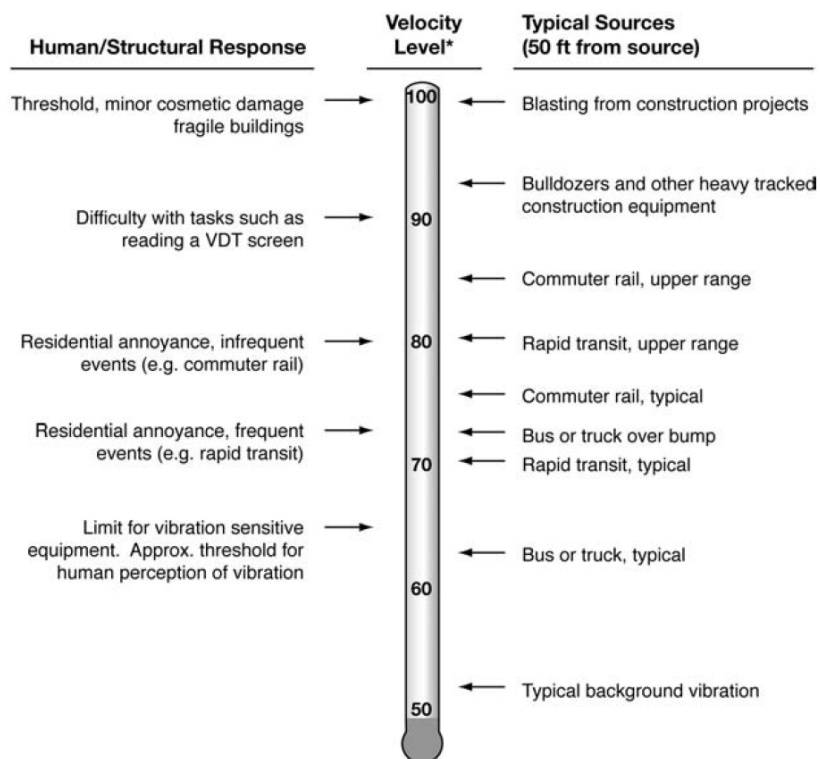 Human/Structural Response
Velocity
Level*
Typical Sources
(50 ft from source)
Threshold, minor cosmetic damage
fragile buildings
100
Blasting from construction projects
Bulldozers and other heavy tracked
construction equipment
Difficulty with tasks such as
reading a VDT screen
90
Commuter rail, upper range
Residential annoyance, infrequent
events (e.g. commuter rail)
80
Rapid transit, upper range
Commuter rail, typical
Residential annoyance, frequent
events (e.g. rapid transit)
Bus or truck over bump
70
Rapid transit, typical
Limit for vibration sensitive
equipment. Approx. threshold for
human perception of vibration
Bus or truck, typical
60
Typical background vibration
50